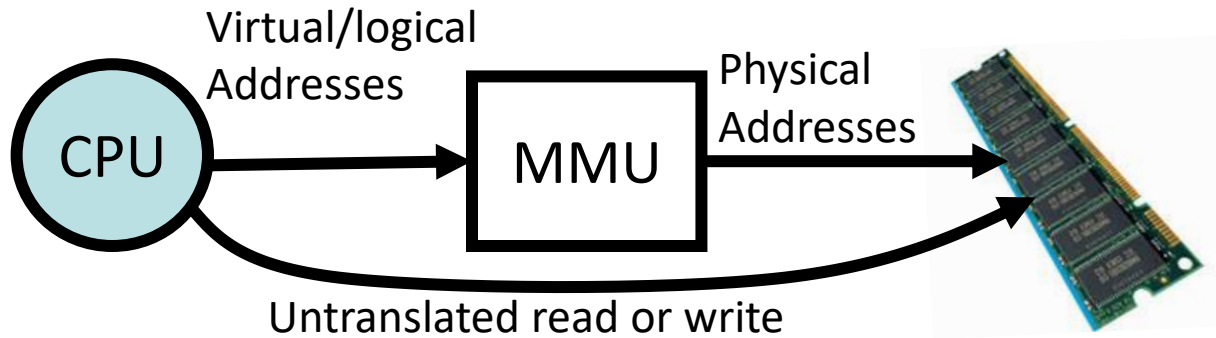 Virtual/logical
Addresses
CPU
MMU
Physical
Addresses
Untranslated read or write